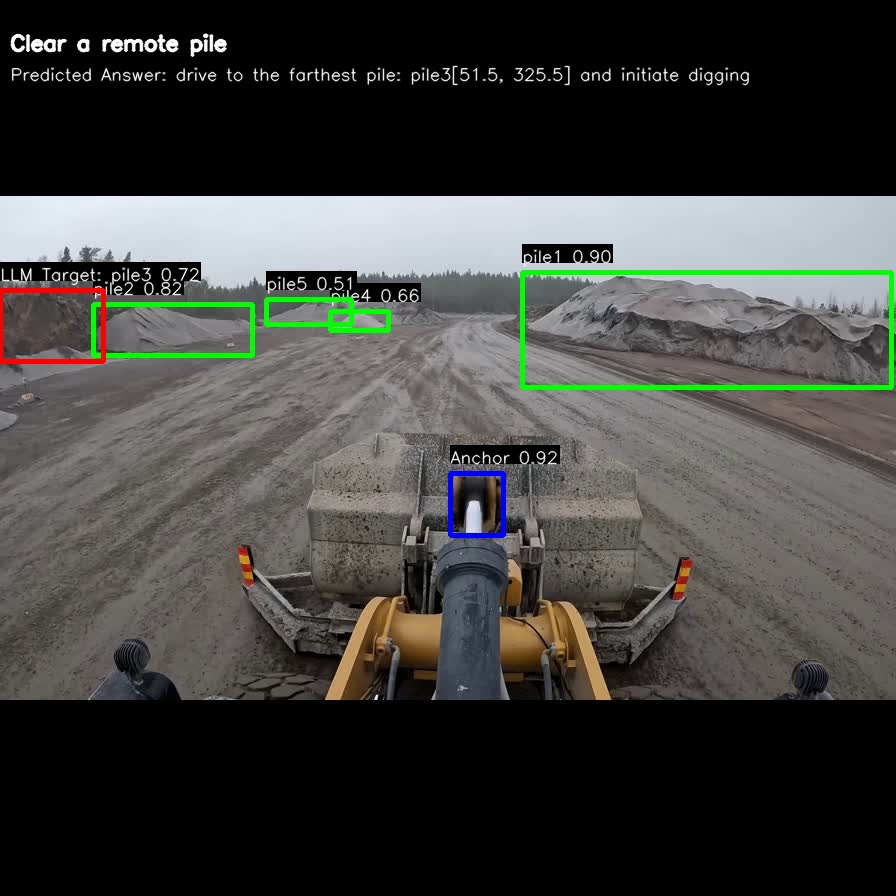 Clear a remote pile
Predicted Answer: drive to the farthest pile: pile3[51.5, 325.5] and initiate digging
pile1 0.90
LLM Target: pile3 0.72
pile2 0.82
pile5 0.51
pile4 0.66
Anchor 0.92